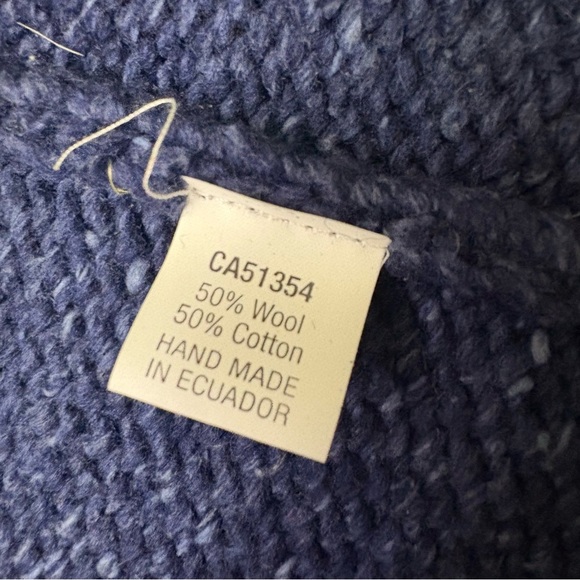 CA51354
50% Wool
50% Cotton
HAND MADE
IN ECUADOR